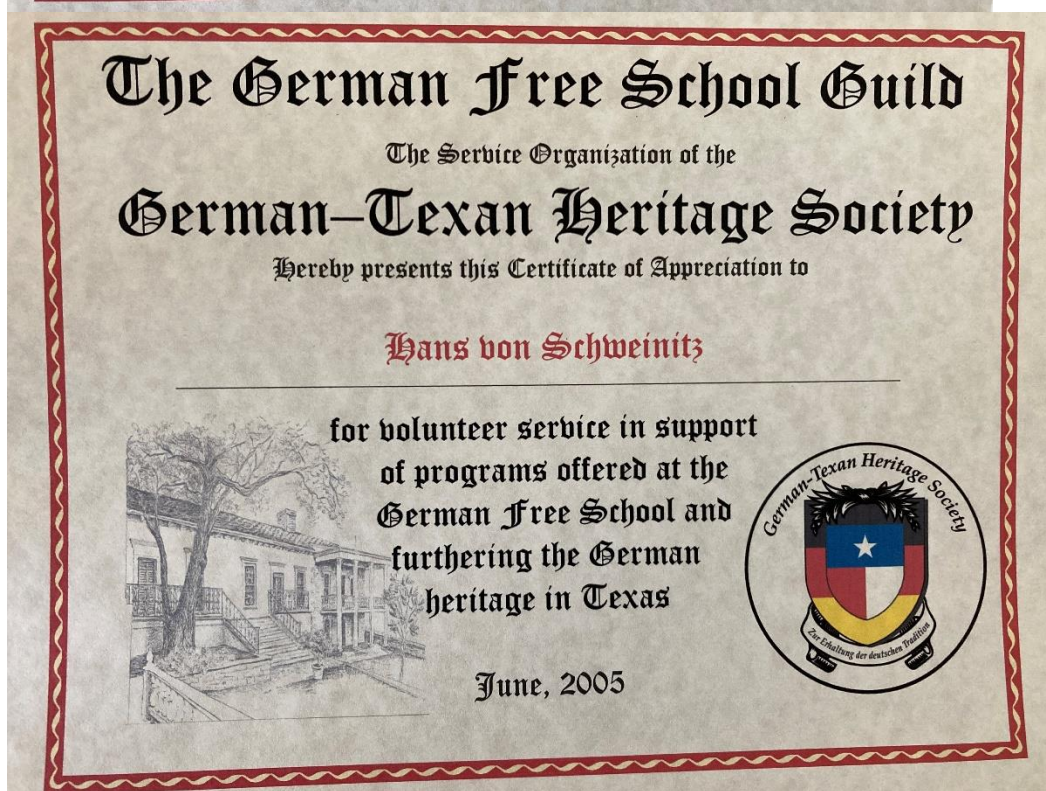 The German Free School Guild
The Service Organization of the
German–Texan Heritage Society
Hereby presents this Certificate of Appreciation to
Hans von Schweinitz
for volunteer service in support
of programs offered at the
German Free School and
furthering the German
heritage in Texas
June, 2005
German-Texan Heritage Society
Zur Erhaltung der deutschen Tradition